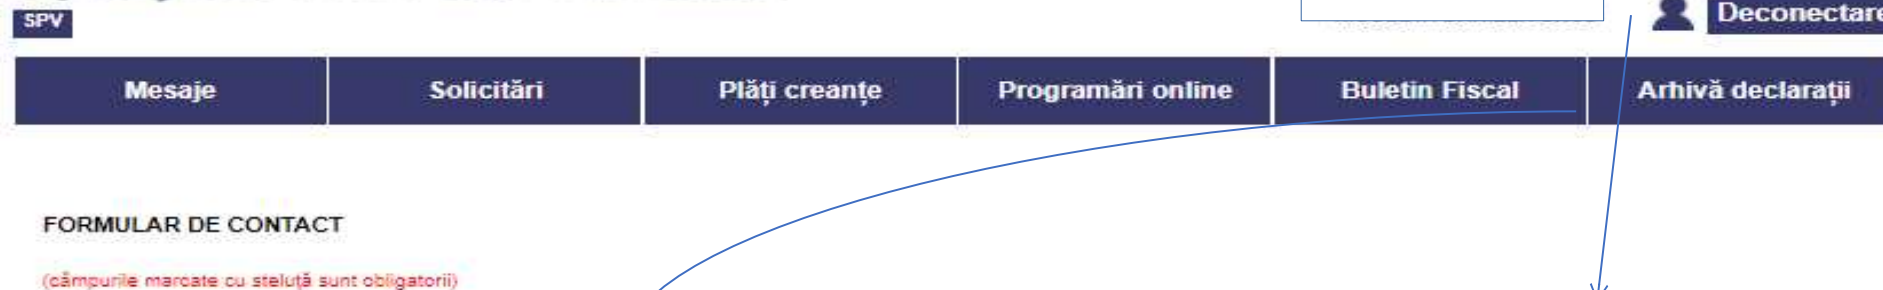 SPV
Deconectare
Mesaje
Solicitări
Plăți creanțe
Programări online
Buletin Fiscal
Arhivă declarații
FORMULAR DE CONTACT
(câmpurile marcate cu steluță sunt obligatorii)